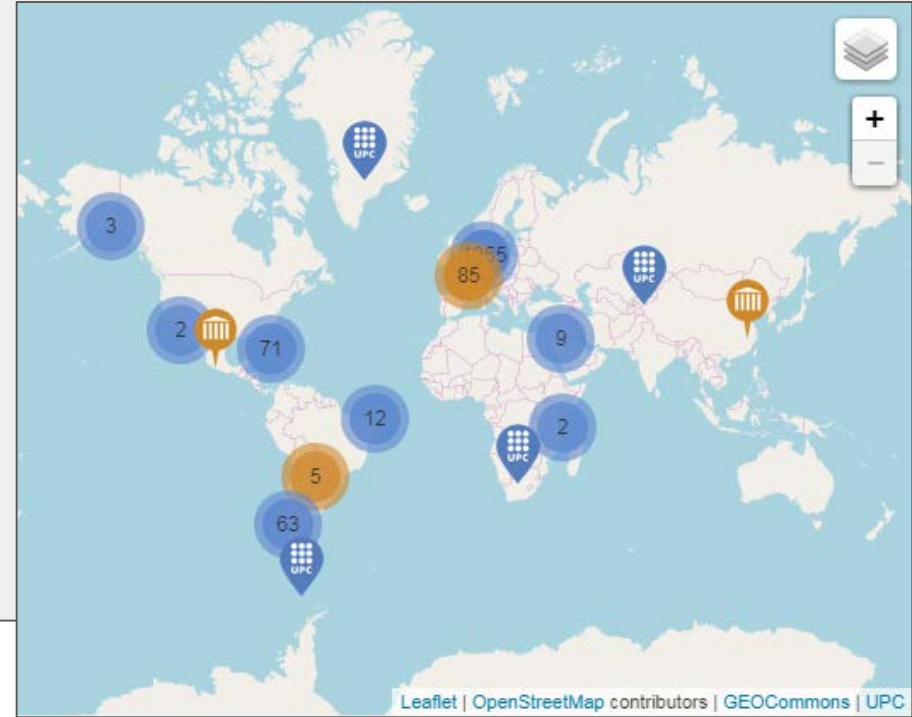 UPC
+
−
3
85
UPC
2
71
9
12
2
UPC
5
63
UPC
Leaflet | OpenStreetMap contributors | GEOCommons | UPC